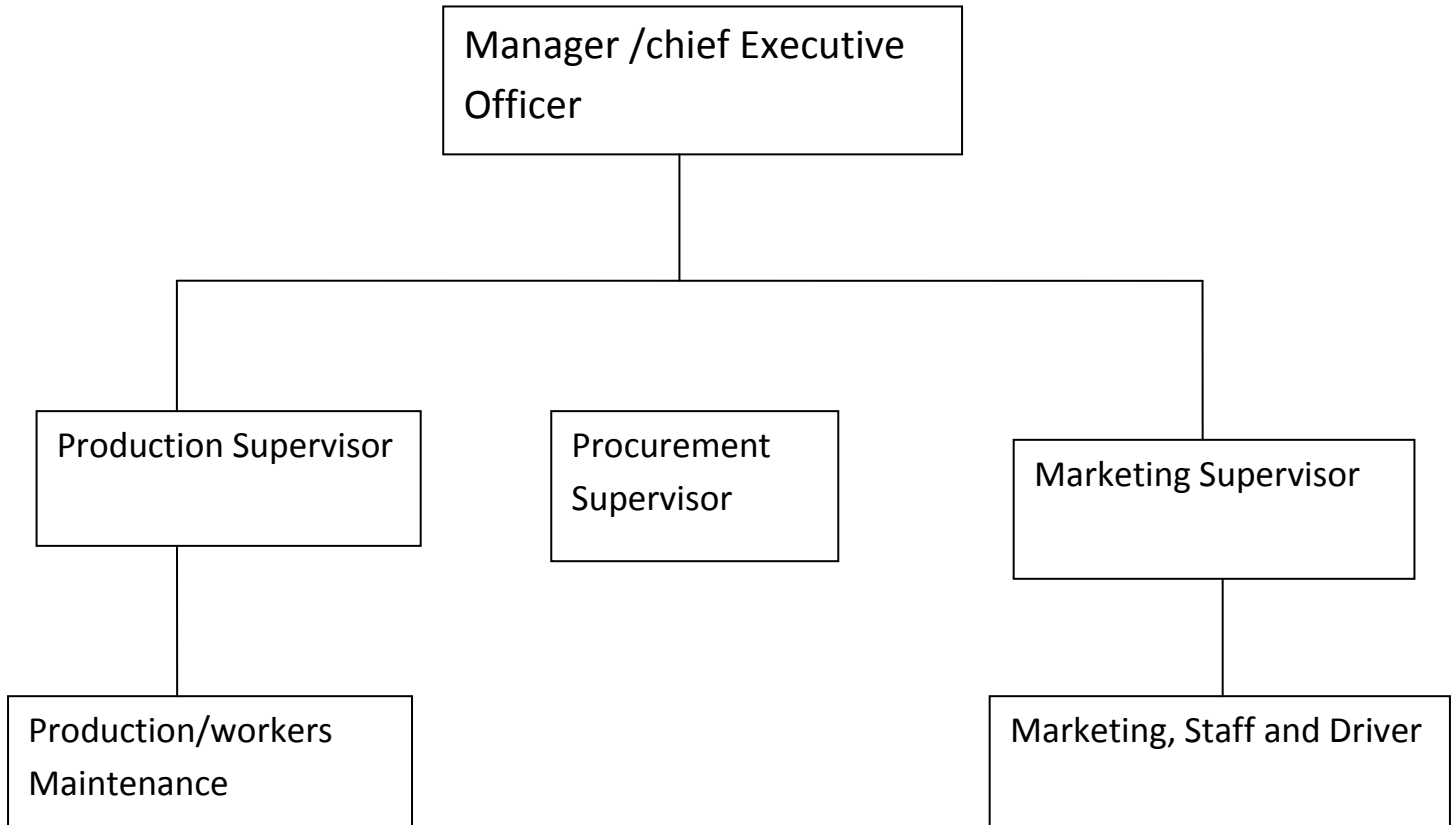 Manager /chief Executive
Officer
Production Supervisor
Procurement
Supervisor
Marketing Supervisor
Production/workers
Maintenance
Marketing, Staff and Driver